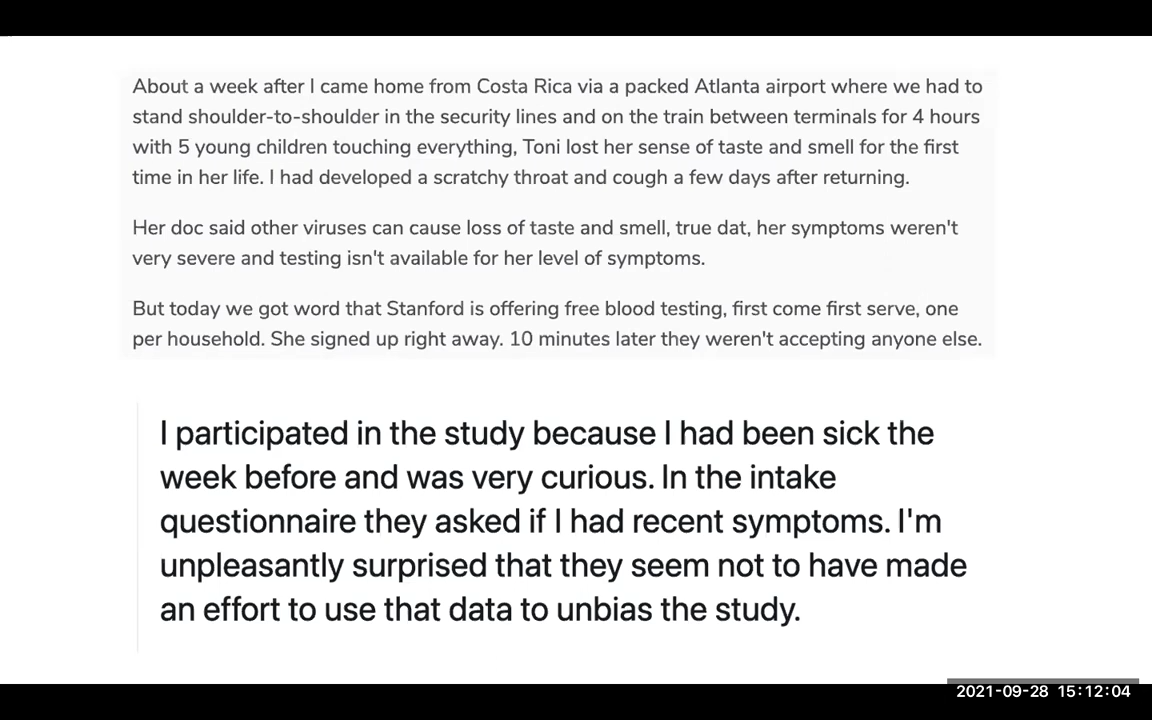 About a week after I came home from Costa Rica via a packed Atlanta airport where we had to
stand shoulder-to-shoulder in the security lines and on the train between terminals for 4 hours
with 5 young children touching everything, Toni lost her sense of taste and smell for the first
time in her life. I had developed a scratchy throat and cough a few days after returning.
Her doc said other viruses can cause loss of taste and smell, true dat, her symptoms weren't
very severe and testing isn't available for her level of symptoms.
But today we got word that Stanford is offering free blood testing, first come first serve, one
per household. She signed up right away. 10 minutes later they weren't accepting anyone else.
I participated in the study because I had been sick the
week before and was very curious. In the intake
questionnaire they asked if I had recent symptoms. I'm
unpleasantly surprised that they seem not to have made
an effort to use that data to unbias the study.
2021-09-28 15:12:04